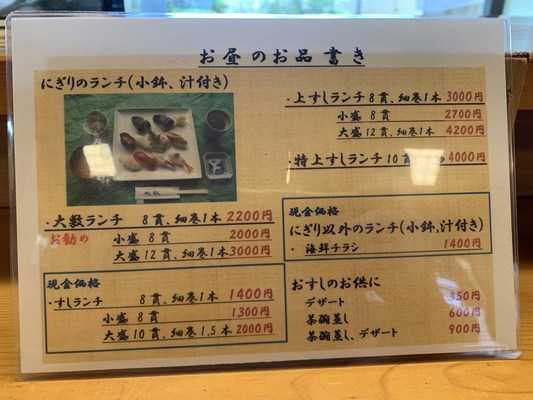 お昼のお品書き
にぎりのランチ(小鉢、汁付き)
・大数ランチ 8貫、細巻1本 2200円
お勧め 小盛 8貫 2000円
大盛 12貫、細巻1本 3000円
現金価格
・すしランチ 8貫、細巻1本 1400円
小盛 8貫 1300円
大盛 10貫、細巻1.5本 2000円
・上すしランチ 8貫、細巻1本 3000円
小盛 8貫 2700円
大盛 12貫、細巻1本 4200円
・特上すしランチ 10貫 4000円
現金価格
にぎり以外のランチ(小鉢,汁付き)
・海鮮チラシ 1400円
おすしのお供に
デザート 350円
茶碗蒸し 600円
茶碗蒸し、デザート 900円